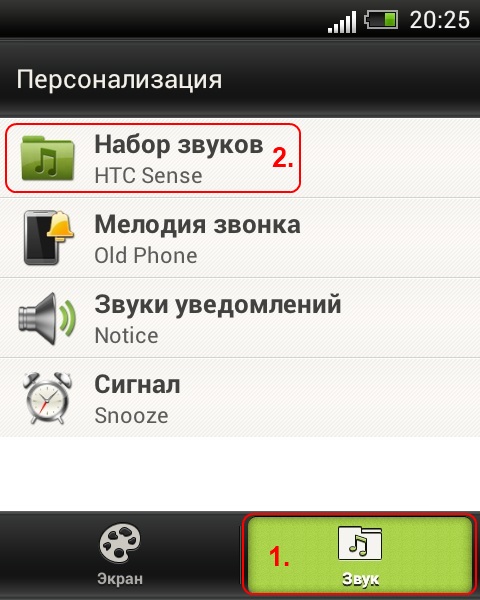 20:25
Персонализация
Набор звуков
2.
HTC Sense
Мелодия звонка
Old Phone
Звуки уведомлений
Notice
Сигнал
Snooze
1.
Экран
Звук